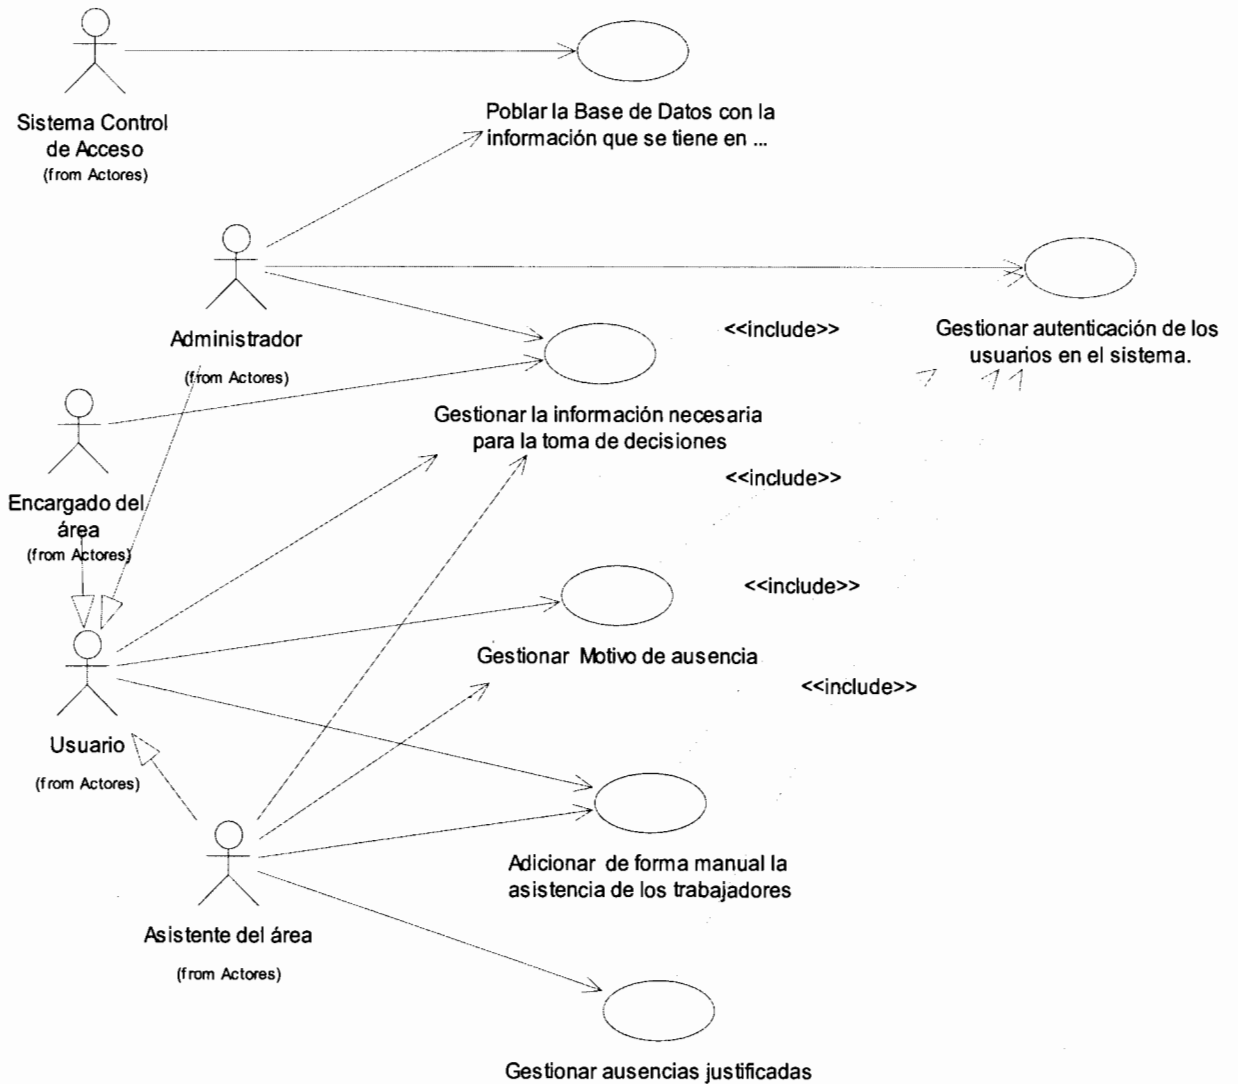 Sistema Control
de Acceso
(from Actores)
Poblar la Base de Datos con la
información que se tiene en ...
Administrador
(from Actores)
<<include>>
Gestionar autenticación de los
usuarios en el sistema.
Gestionar la información necesaria
para la toma de decisiones
<<include>>
Encargado del
área
(from Actores)
<<include>>
Gestionar Motivo de ausencia
<<include>>
Usuario
(from Actores)
Adicionar de forma manual la
asistencia de los trabajadores
Asistente del área
(from Actores)
Gestionar ausencias justificadas